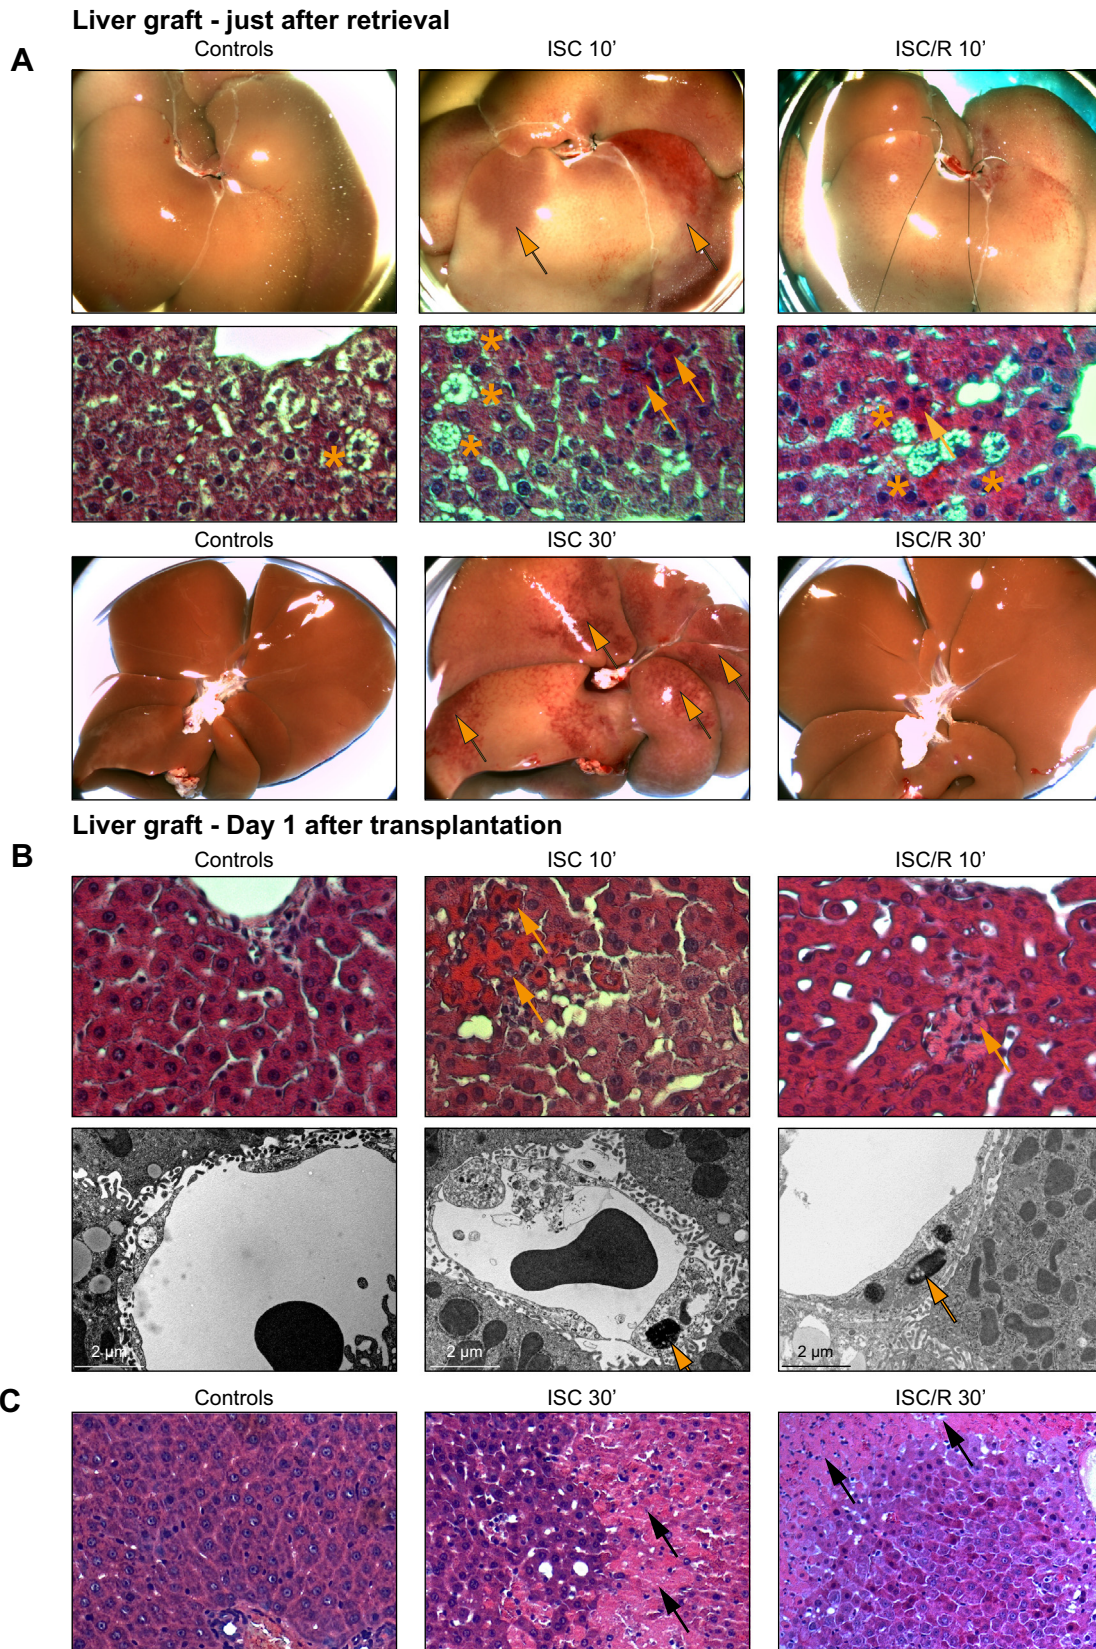 Liver graft - just after retrieval
A
Controls ISC 10’ ISC/R 10’
* * * * * * *
Controls ISC 30’ ISC/R 30’
Liver graft - Day 1 after transplantation
B
Controls ISC 10’ ISC/R 10’
2 µm 2 µm 2 µm
C
Controls ISC 30’ ISC/R 30’